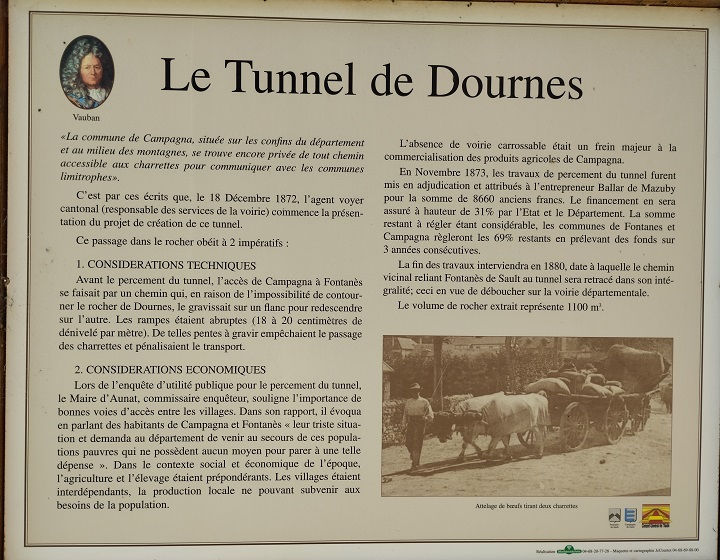 Le Tunnel de Dournes
Vauban
«La commune de Campagna, située sur les confins du département
et au milieu des montagnes, se trouve encore privée de tout chemin
accessible aux charrettes pour communiquer avec les communes
limitrophes».
C'est par ces écrits que, le 18 Décembre 1872, l'agent voyer
cantonal (responsable des services de la voirie) commence la présen-
tation du projet de création de ce tunnel.
Ce passage dans le rocher obéit à 2 impératifs :
1. CONSIDERATIONS TECHNIQUES
Avant le percement du tunnel, l'accès de Campagna à Fontanès
se faisait par un chemin qui, en raison de l'impossibilité de contour-
ner le rocher de Dournes, le gravissait sur un flanc pour redescendre
sur l'autre. Les rampes étaient abruptes (18 à 20 centimètres de
dénivelé par mètre). De telles pentes à gravir empêchaient le passage
des charrettes et pénalisaient le transport.
2. CONSIDERATIONS ECONOMIQUES
Lors de l'enquête d'utilité publique pour le percement du tunnel,
le Maire d'Aunat, commissaire enquêteur, souligne l'importance de
bonnes voies d'accès entre les villages. Dans son rapport, il évoqua
en parlant des habitants de Campagna et Fontanès « leur triste situa-
tion et demanda au département de venir au secours de ces popula-
tions pauvres qui ne possèdent aucun moyen pour parer à une telle
dépense ». Dans le contexte social et économique de l'époque,
l'agriculture et l'élevage étaient prépondérants. Les villages étaient
interdépendants, la production locale ne pouvant subvenir aux
besoins de la population.
L'absence de voirie carrossable était un frein majeur à la
commercialisation des produits agricoles de Campagna.
En Novembre 1873, les travaux de percement du tunnel furent
mis en adjudication et attribués à l'entrepreneur Ballar de Mazuby
pour la somme de 8660 anciens francs. Le financement en sera
assuré à hauteur de 31% par l'Etat et le Département. La somme
restant à régler étant considérable, les communes de Fontanes et
Campagna règleront les 69% restants en prélevant des fonds sur
3 années consécutives.
La fin des travaux interviendra en 1880, date à laquelle le chemin
vicinal reliant Fontanès de Sault au tunnel sera retracé dans son inté-
gralité; ceci en vue de déboucher sur la voirie départementale.
Le volume de rocher extrait représente 1100 m³.
Attelage de bœufs tirant deux charrettes